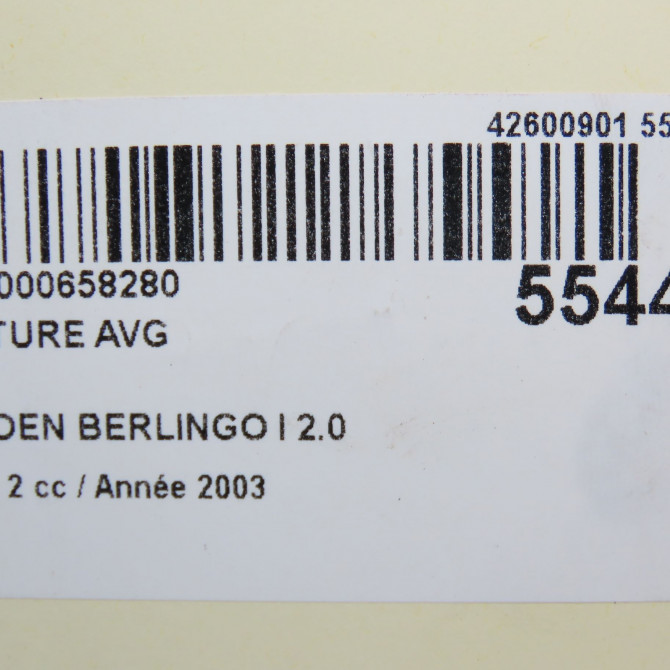 42600901 55
000658280
5544
TURE AVG
DEN BERLINGO I 2.0
2 cc / Année 2003